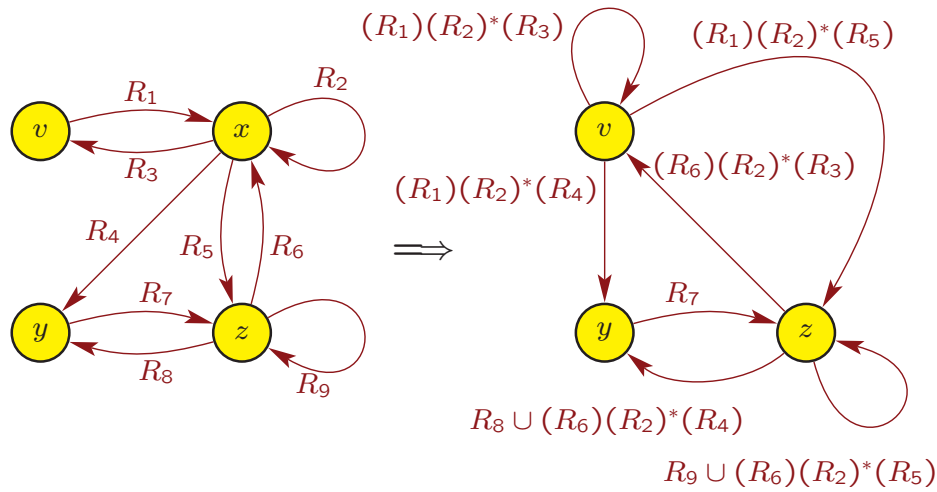 (R₁)(R₂)*(R₃)
(R₁)(R₂)*(R₅)
R₂
R₁
v
x
v
R₃
(R₆)(R₂)*(R₃)
(R₁)(R₂)*(R₄)
R₄
R₅
R₆
⟹
R₇
R₇
y
z
y
z
R₈
R₉
R₈ ∪ (R₆)(R₂)*(R₄)
R₉ ∪ (R₆)(R₂)*(R₅)